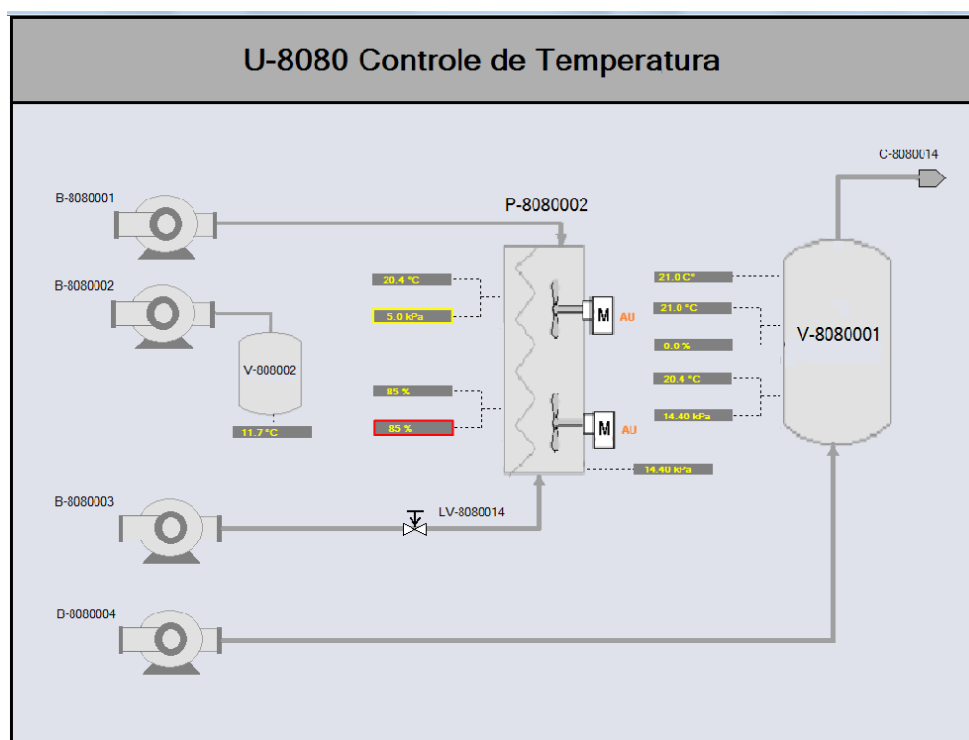 U-8080 Controle de Temperatura
C-8080014
B-8080001
P-8080002
20.4 °C
21.0 C°
B-8080002
5.0 kPa
M
AU
21.0 °C
V-8080001
0.0 %
V-808002
85 %
20.4 °C
11.7 °C
85 %
M
AU
14.40 kPa
14.40 kPa
B-8080003
LV-8080014
D-8080004